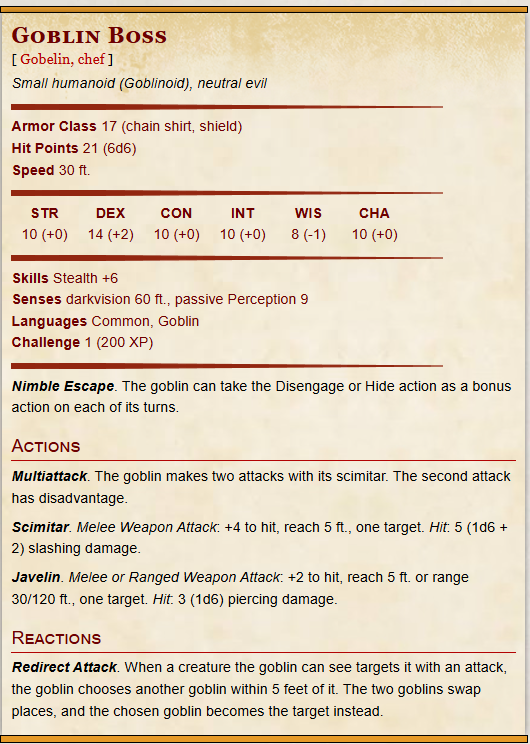 Goblin Boss
[ Gobelin, chef ]
Small humanoid (Goblinoid), neutral evil
Armor Class 17 (chain shirt, shield)
Hit Points 21 (6d6)
Speed 30 ft.
STR DEX CON INT WIS CHA
10 (+0) 14 (+2) 10 (+0) 10 (+0) 8 (-1) 10 (+0)
Skills Stealth +6
Senses darkvision 60 ft., passive Perception 9
Languages Common, Goblin
Challenge 1 (200 XP)
Nimble Escape. The goblin can take the Disengage or Hide action as a bonus
action on each of its turns.
Actions
Multiattack. The goblin makes two attacks with its scimitar. The second attack
has disadvantage.
Scimitar. Melee Weapon Attack: +4 to hit, reach 5 ft., one target. Hit: 5 (1d6 +
2) slashing damage.
Javelin. Melee or Ranged Weapon Attack: +2 to hit, reach 5 ft. or range
30/120 ft., one target. Hit: 3 (1d6) piercing damage.
Reactions
Redirect Attack. When a creature the goblin can see targets it with an attack,
the goblin chooses another goblin within 5 feet of it. The two goblins swap
places, and the chosen goblin becomes the target instead.